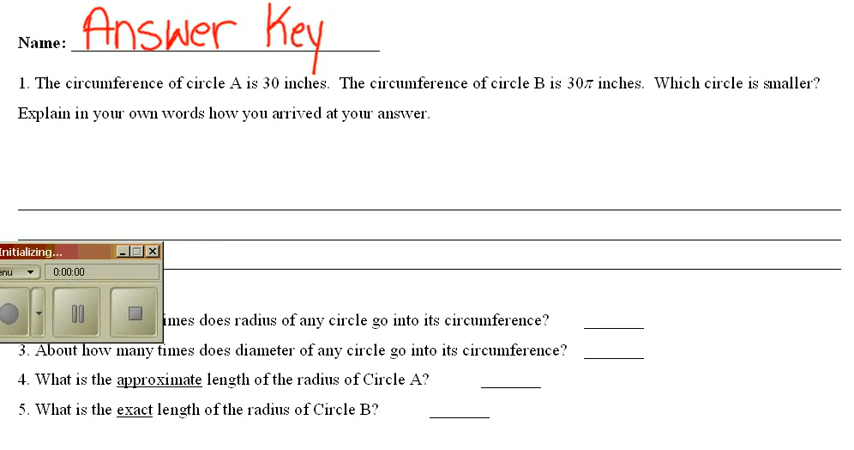 Name: Answer Key
1. The circumference of circle A is 30 inches. The circumference of circle B is 30π inches. Which circle is smaller?
Explain in your own words how you arrived at your answer.
Initializing...
0:00:00
does radius of any circle go into its circumference?
3. About how many times does diameter of any circle go into its circumference?
4. What is the approximate length of the radius of Circle A?
5. What is the exact length of the radius of Circle B?